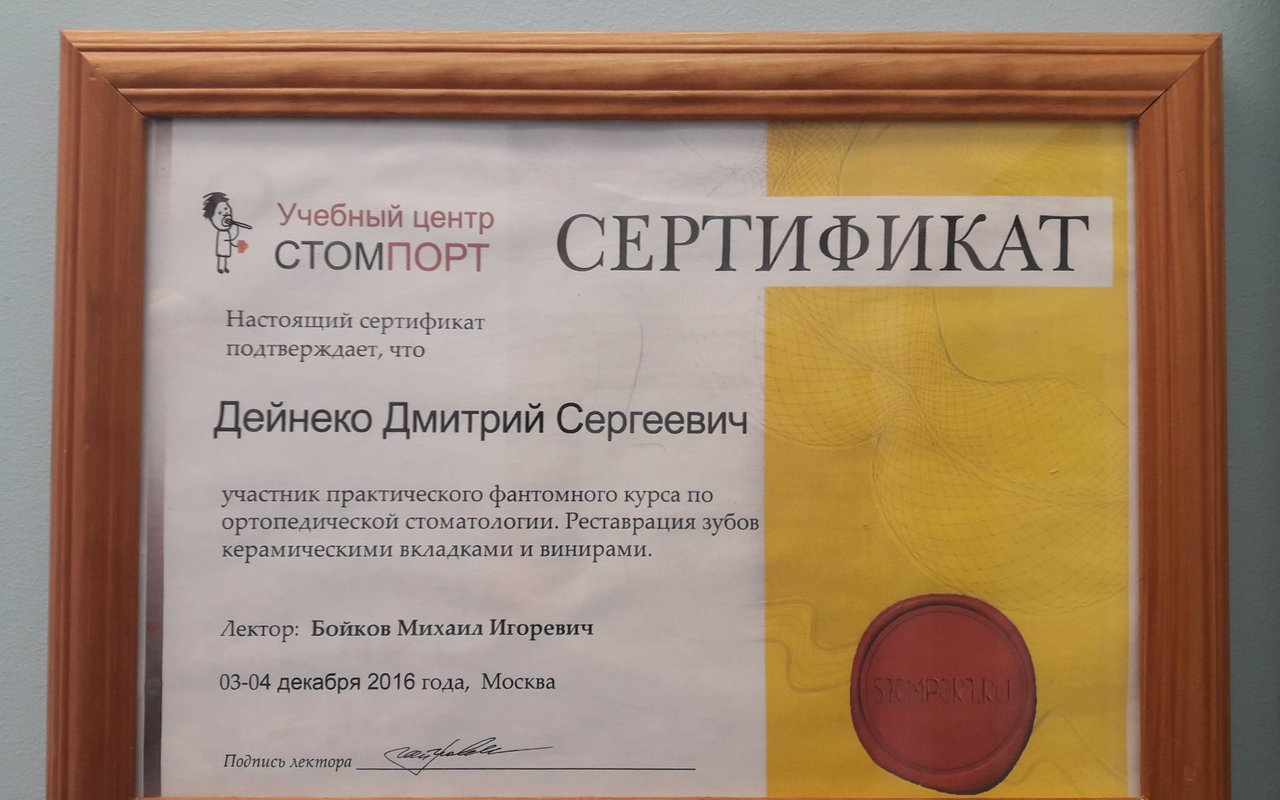 Учебный центр
СТОМПОРТ
СЕРТИФИКАТ
Настоящий сертификат
подтверждает, что
Дейнеко Дмитрий Сергеевич
участник практического фантомного курса по
ортопедической стоматологии. Реставрация зубов
керамическими вкладками и винирами.
Лектор: Бойков Михаил Игоревич
03-04 декабря 2016 года, Москва
Подпись лектора
STOMPORT.RU